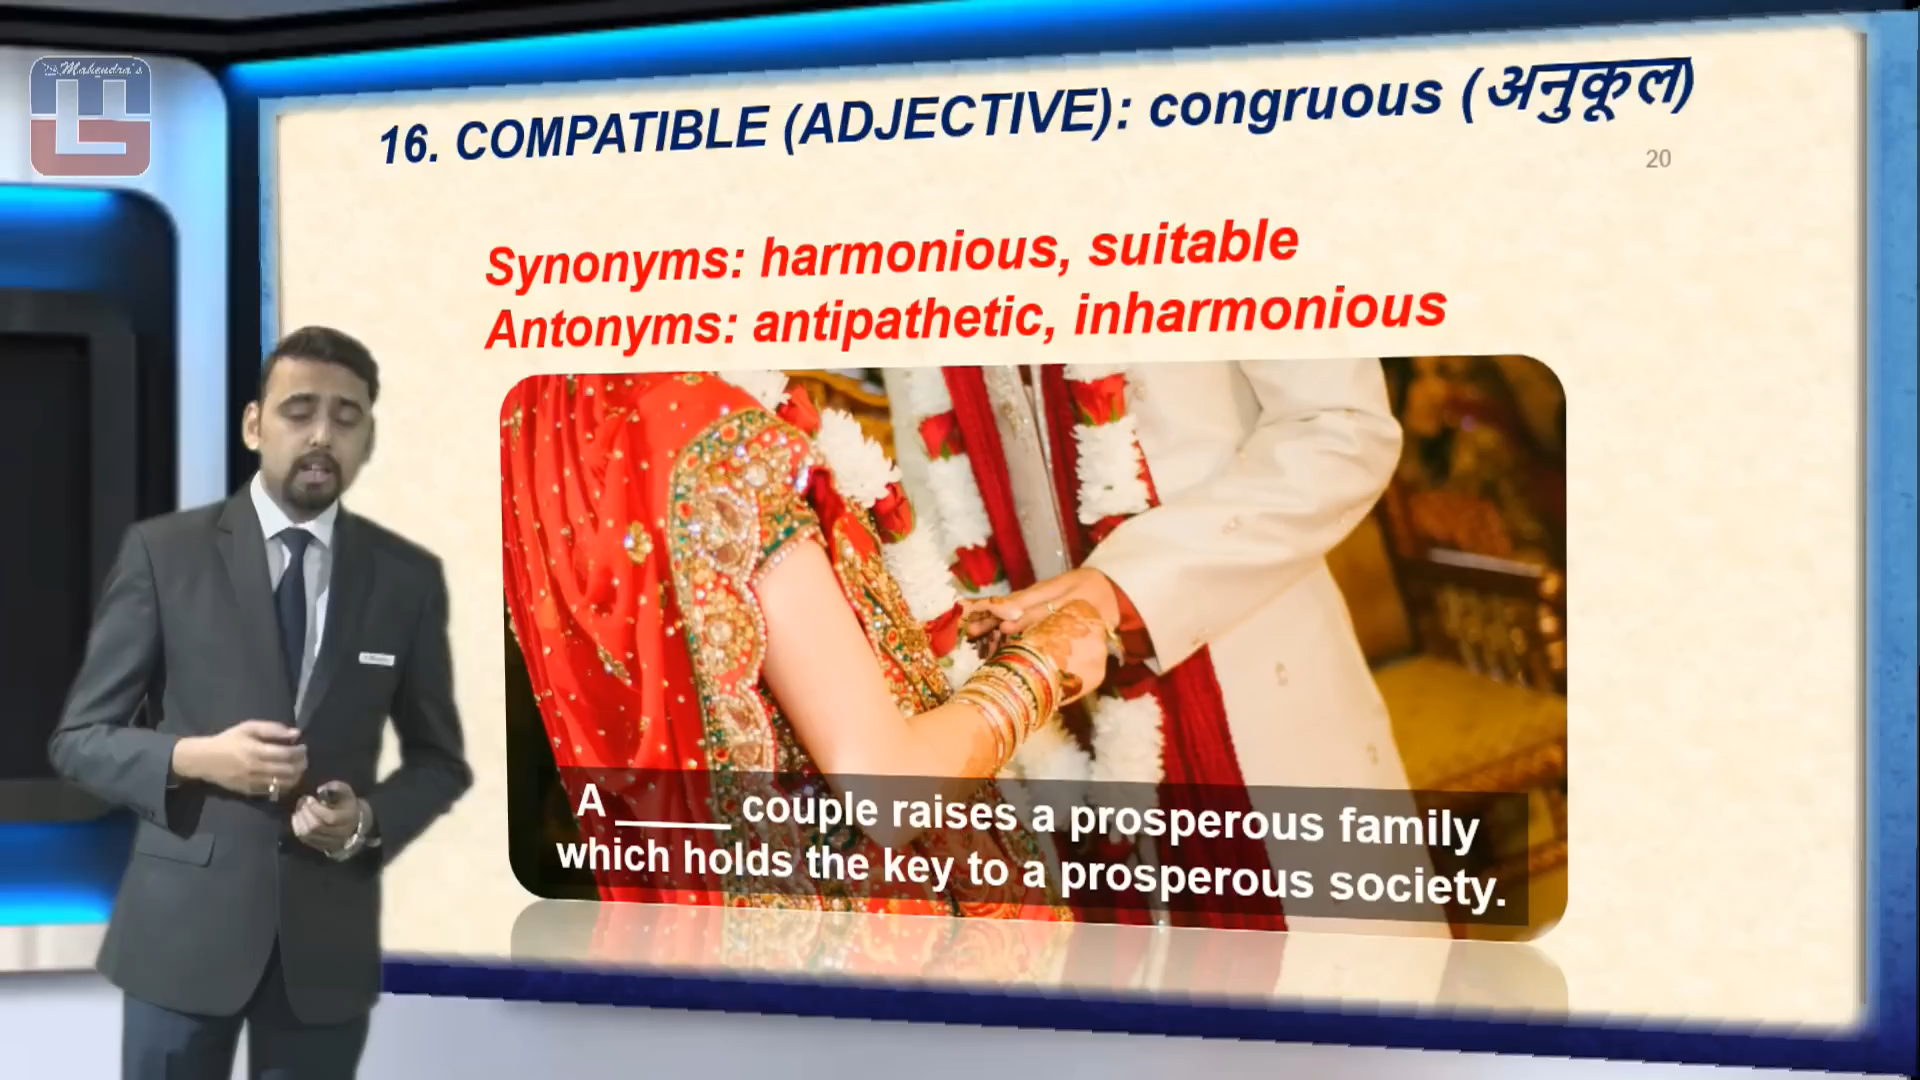 Mahendra's
16. COMPATIBLE (ADJECTIVE): congruous (अनुकूल)
20
Synonyms: harmonious, suitable
Antonyms: antipathetic, inharmonious
A _____ couple raises a prosperous family
which holds the key to a prosperous society.